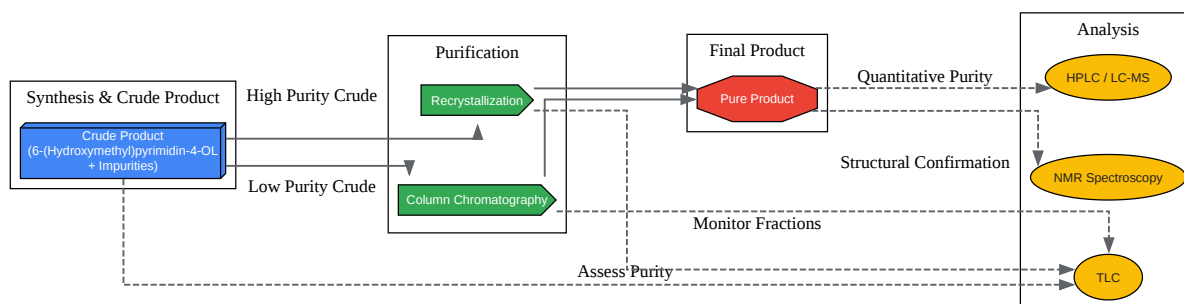 Synthesis & Crude Product
Crude Product
(6-(Hydroxymethyl)pyrimidin-4-OL
+ Impurities)
High Purity Crude
Low Purity Crude
Purification
Recrystallization
Column Chromatography
Final Product
Pure Product
Quantitative Purity
Structural Confirmation
Monitor Fractions
Assess Purity
Analysis
HPLC / LC-MS
NMR Spectroscopy
TLC